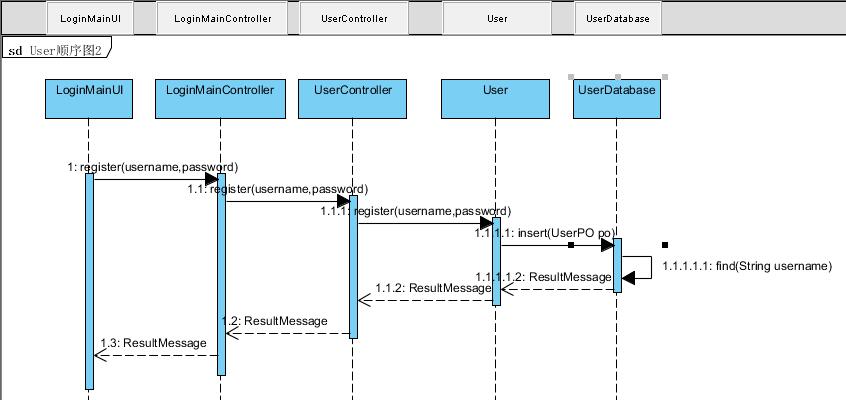 LoginMainUI
LoginMainController
UserController
User
UserDatabase
sd User顺序图2
LoginMainUI
LoginMainController
UserController
User
UserDatabase
1: register(username,password)
1.1: register(username,password)
1.1.1: register(username,password)
1.1.1.1: insert(UserPO po)
1.1.1.1.1: find(String username)
1.1.1.1.2: ResultMessage
1.1.2: ResultMessage
1.2: ResultMessage
1.3: ResultMessage